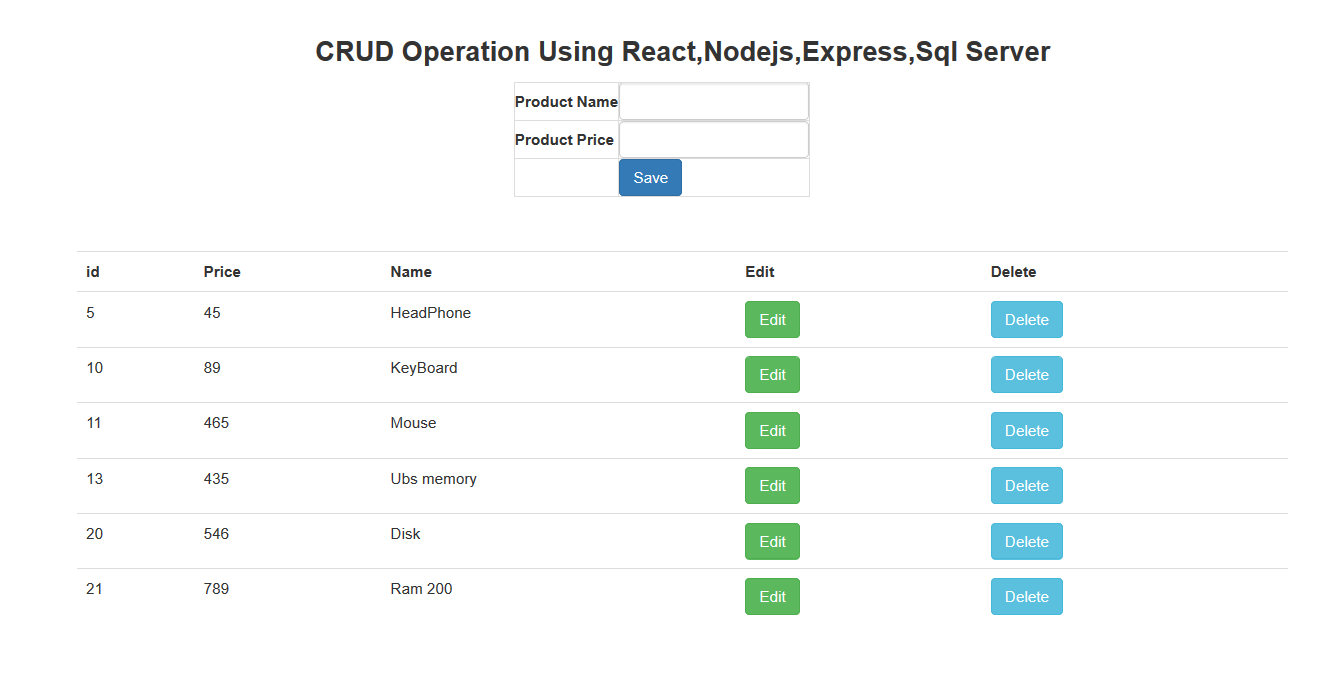 CRUD Operation Using React,Nodejs,Express,Sql Server
Product Name
Product Price
Save
id Price Name Edit Delete
5 45 HeadPhone Edit Delete
10 89 KeyBoard Edit Delete
11 465 Mouse Edit Delete
13 435 Ubs memory Edit Delete
20 546 Disk Edit Delete
21 789 Ram 200 Edit Delete